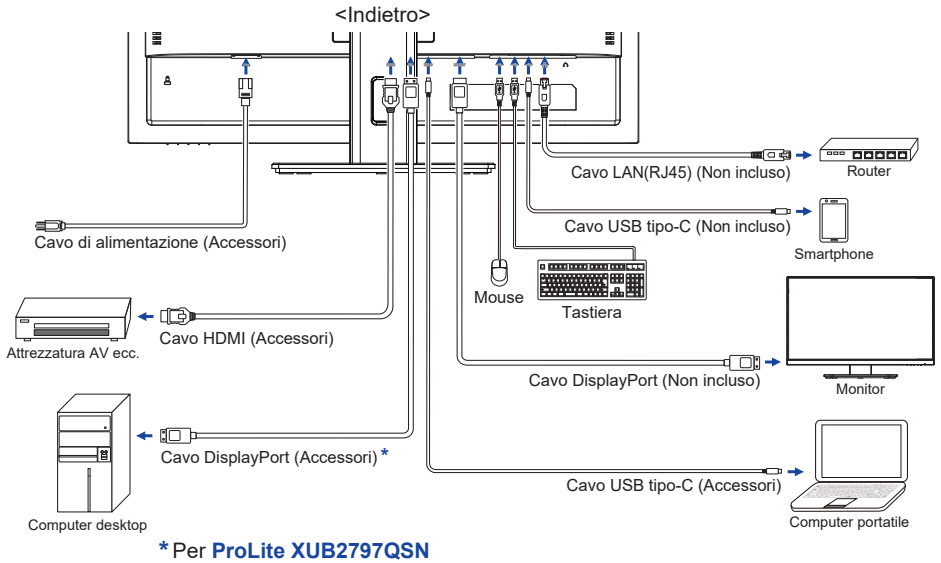 <Indietro>
Cavo LAN(RJ45) (Non incluso)
Router
Cavo USB tipo-C (Non incluso)
Smartphone
Cavo di alimentazione (Accessori)
Mouse
Tastiera
Cavo HDMI (Accessori)
Attrezzatura AV ecc.
Cavo DisplayPort (Non incluso)
Monitor
Cavo DisplayPort (Accessori) *
Cavo USB tipo-C (Accessori)
Computer desktop
Computer portatile
* Per ProLite XUB2797QSN